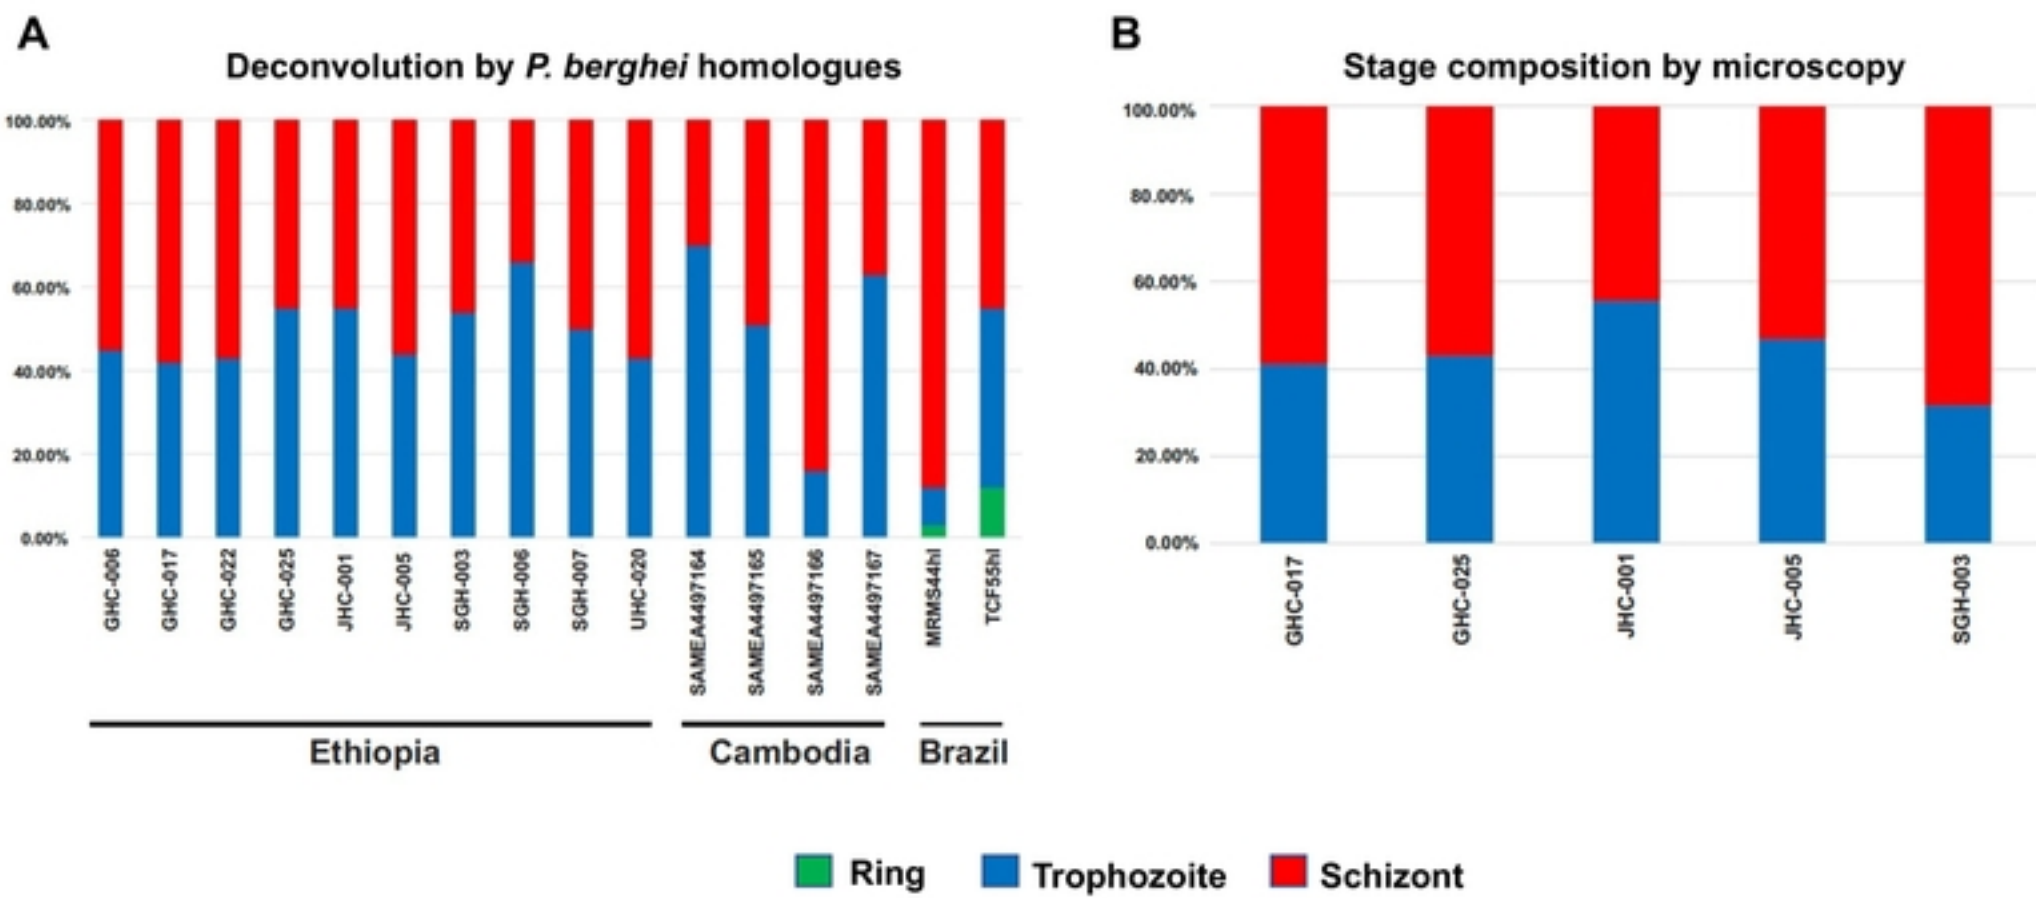 A
Deconvolution by P. berghei homologues
100.00%
80.00%
60.00%
40.00%
20.00%
0.00%
GHC-006
GHC-017
GHC-022
GHC-025
JHC-001
JHC-005
SGH-003
SGH-006
SGH-007
UHC-020
SAMEA4497164
SAMEA4497165
SAMEA4497166
SAMEA4497167
MRMS44hl
TCF55hl
Ethiopia
Cambodia
Brazil
B
Stage composition by microscopy
100.00%
80.00%
60.00%
40.00%
20.00%
0.00%
GHC-017
GHC-025
JHC-001
JHC-005
SGH-003
Ring
Trophozoite
Schizont